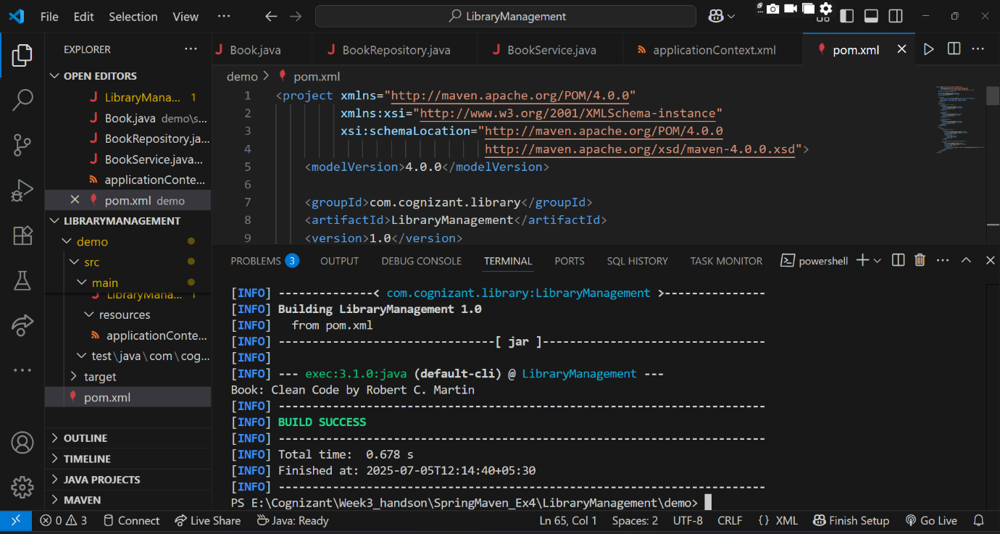 File Edit Selection View ··· LibraryManagement
EXPLORER ···
OPEN EDITORS
LibraryMana... 1
Book.java demo\s...
BookRepository.ja...
BookService.java...
applicationConte...
pom.xml demo
LIBRARYMANAGEMENT
demo
src
main
LibraryMana... 1
resources
applicationConte...
test\java\com\cog...
target
pom.xml
OUTLINE
TIMELINE
JAVA PROJECTS
MAVEN
Book.java BookRepository.java BookService.java applicationContext.xml pom.xml
demo > pom.xml
1 <project xmlns="http://maven.apache.org/POM/4.0.0"
2 xmlns:xsi="http://www.w3.org/2001/XMLSchema-instance"
3 xsi:schemaLocation="http://maven.apache.org/POM/4.0.0
4 http://maven.apache.org/xsd/maven-4.0.0.xsd">
5 <modelVersion>4.0.0</modelVersion>
6
7 <groupId>com.cognizant.library</groupId>
8 <artifactId>LibraryManagement</artifactId>
9 <version>1.0</version>
PROBLEMS 3 OUTPUT DEBUG CONSOLE TERMINAL PORTS SQL HISTORY TASK MONITOR powershell
[INFO] --------------< com.cognizant.library:LibraryManagement >---------------
[INFO] Building LibraryManagement 1.0
[INFO]   from pom.xml
[INFO] --------------------------------[ jar ]---------------------------------
[INFO]
[INFO] --- exec:3.1.0:java (default-cli) @ LibraryManagement ---
Book: Clean Code by Robert C. Martin
[INFO] ------------------------------------------------------------------------
[INFO] BUILD SUCCESS
[INFO] ------------------------------------------------------------------------
[INFO] Total time:  0.678 s
[INFO] Finished at: 2025-07-05T12:14:40+05:30
[INFO] ------------------------------------------------------------------------
PS E:\Cognizant\Week3_handson\SpringMaven_Ex4\LibraryManagement\demo>
0 3 Connect Live Share Java: Ready Ln 65, Col 1 Spaces: 2 UTF-8 CRLF {} XML Finish Setup Go Live